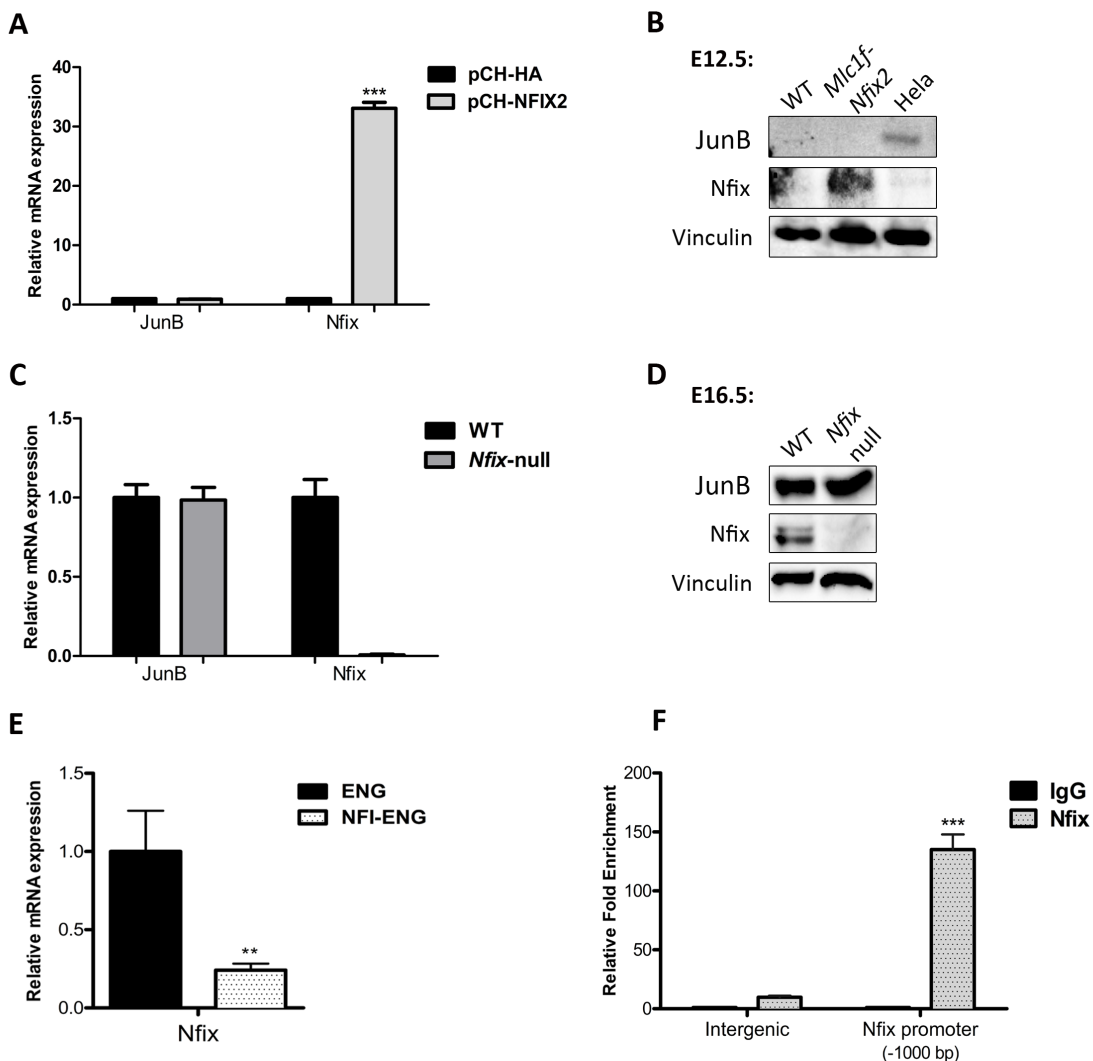 A
Relative mRNA expression
40
30
20
10
0
***
JunB
Nfix
pCH-HA
pCH-NFIX2
B
E12.5:
WT
Mlc1f-
Nfix2
Hela
JunB
Nfix
Vinculin
C
Relative mRNA expression
1.5
1.0
0.5
0.0
JunB
Nfix
WT
Nfix-null
D
E16.5:
WT
Nfix
null
JunB
Nfix
Vinculin
E
Relative mRNA expression
1.5
1.0
0.5
0.0
**
Nfix
ENG
NFI-ENG
F
Relative Fold Enrichment
200
150
100
50
0
***
Intergenic
Nfix promoter
(-1000 bp)
IgG
Nfix